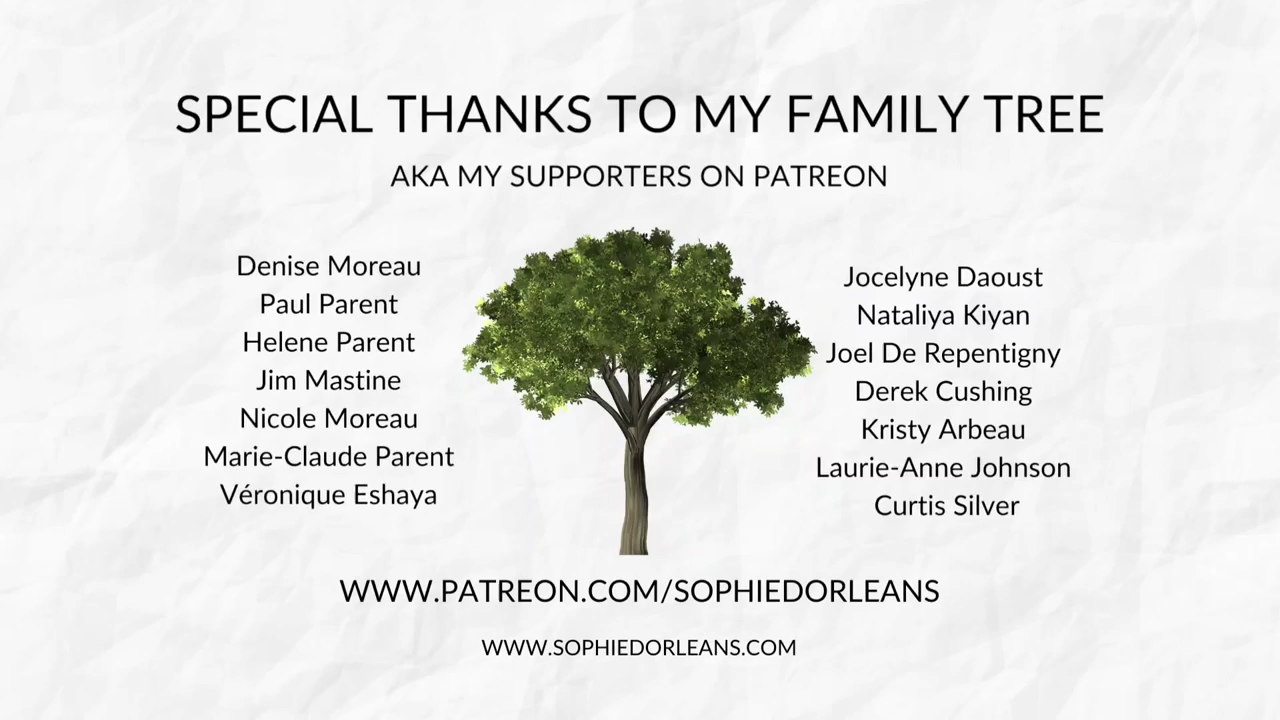 SPECIAL THANKS TO MY FAMILY TREE
AKA MY SUPPORTERS ON PATREON
Denise Moreau
Paul Parent
Helene Parent
Jim Mastine
Nicole Moreau
Marie-Claude Parent
Véronique Eshaya
Jocelyne Daoust
Nataliya Kiyan
Joel De Repentigny
Derek Cushing
Kristy Arbeau
Laurie-Anne Johnson
Curtis Silver
WWW.PATREON.COM/SOPHIEDORLEANS
WWW.SOPHIEDORLEANS.COM